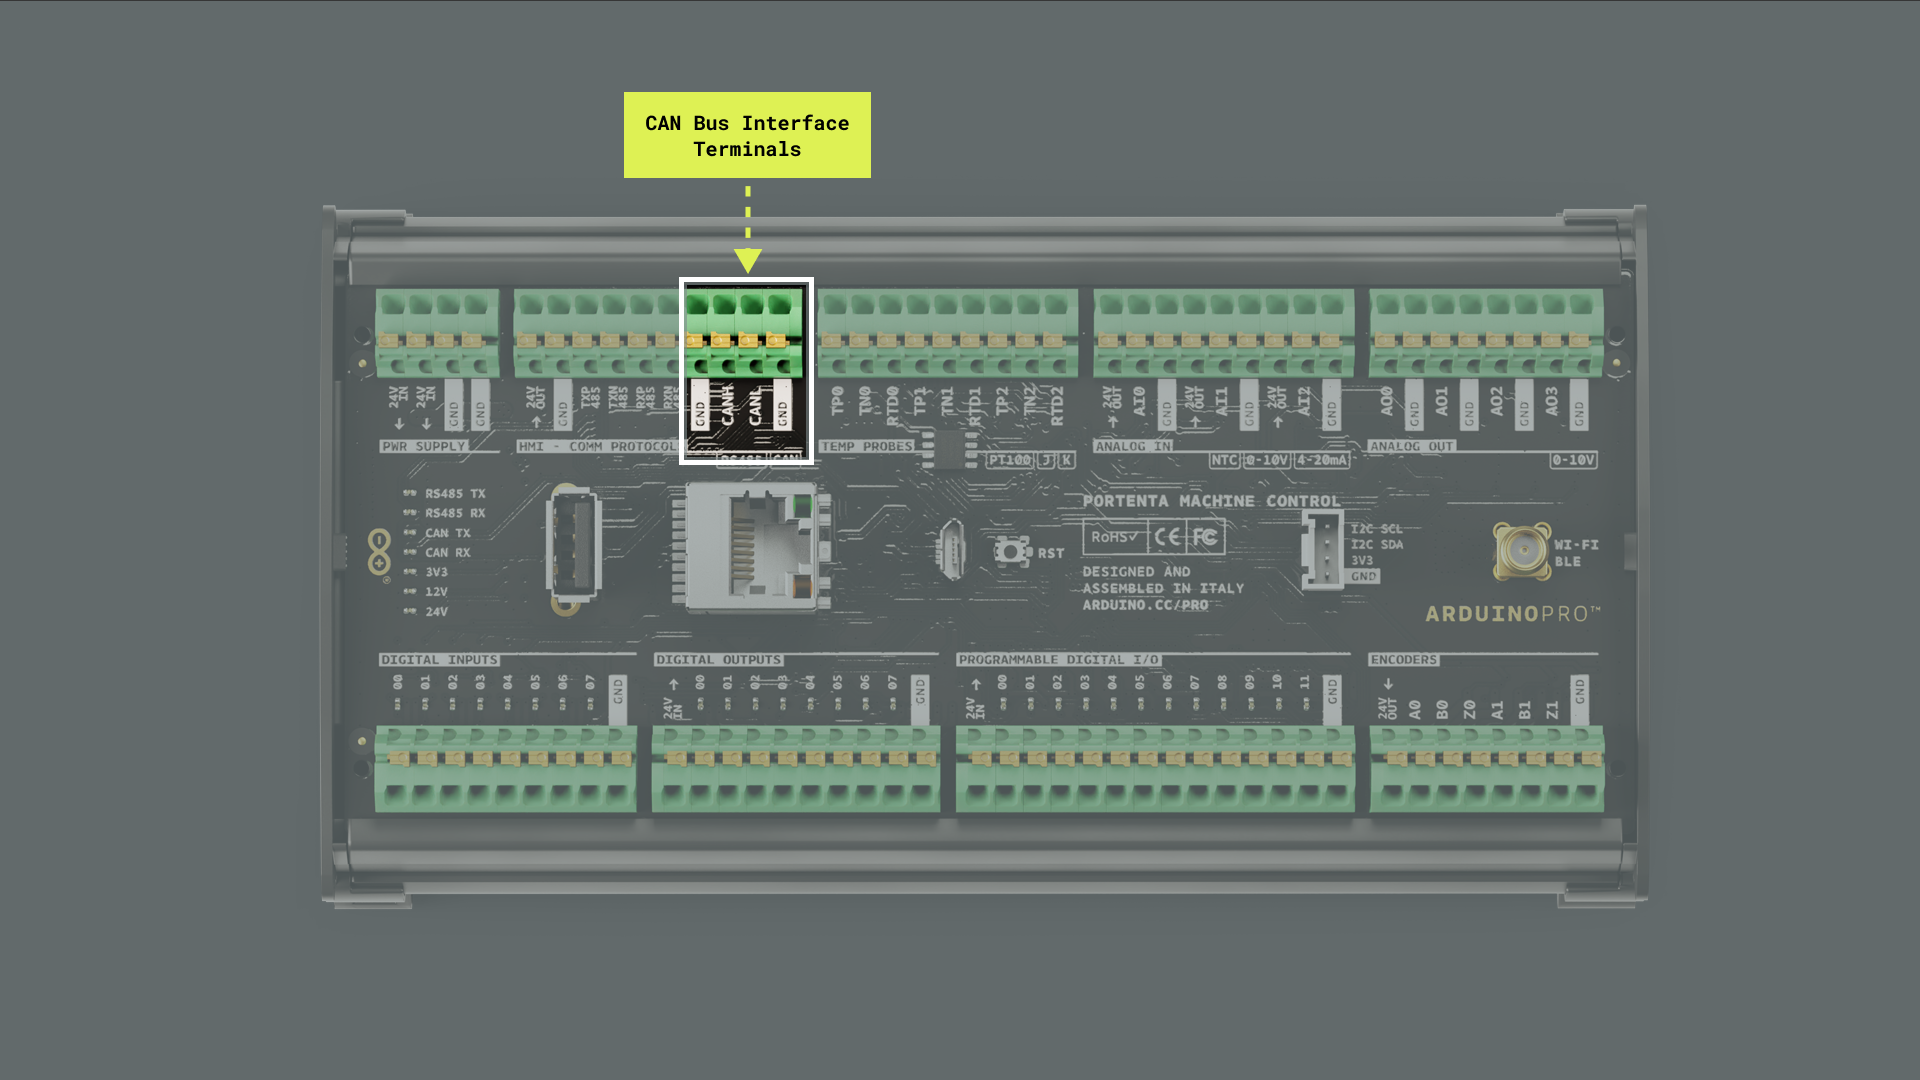 CAN Bus Interface
Terminals
24V IN
24V IN
GND
GND
24V OUT
GND
TXP 485
TXN 485
RXP 485
RXN 485
GND
CANH
CANL
GND
TP0
TN0
RTD0
TP1
TN1
RTD1
TP2
TN2
RTD2
24V OUT
AI0
GND
24V OUT
AI1
GND
24V OUT
AI2
GND
AO0
GND
AO1
GND
AO2
GND
AO3
GND
PWR SUPPLY
HMI - COMM PROTOCOL
TEMP PROBES
ANALOG IN
ANALOG OUT
RS485 CAN
PT100 J K
NTC 0-10V 4-20mA
0-10V
RS485 TX
RS485 RX
CAN TX
CAN RX
3V3
12V
24V
RST
PORTENTA MACHINE CONTROL
RoHS✓ CE FC
DESIGNED AND
ASSEMBLED IN ITALY
ARDUINO.CC/PRO
I2C SCL
I2C SDA
3V3
GND
WI-FI
BLE
ARDUINOPRO™
DIGITAL INPUTS
DIGITAL OUTPUTS
PROGRAMMABLE DIGITAL I/O
ENCODERS
00 01 02 03 04 05 06 07 GND
24V IN 00 01 02 03 04 05 06 07 GND
24V IN 00 01 02 03 04 05 06 07 08 09 10 11 GND
24V OUT A0 B0 Z0 A1 B1 Z1 GND